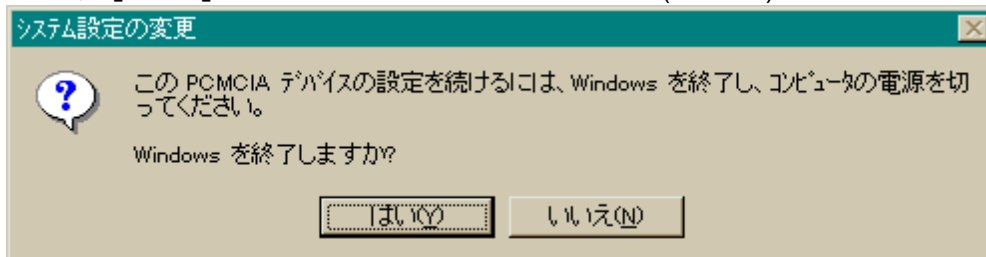 システム設定の変更
この PCMCIA デバイスの設定を続けるには、Windows を終了し、コンピュータの電源を切
ってください。
Windows を終了しますか?
はい(Y)
いいえ(N)